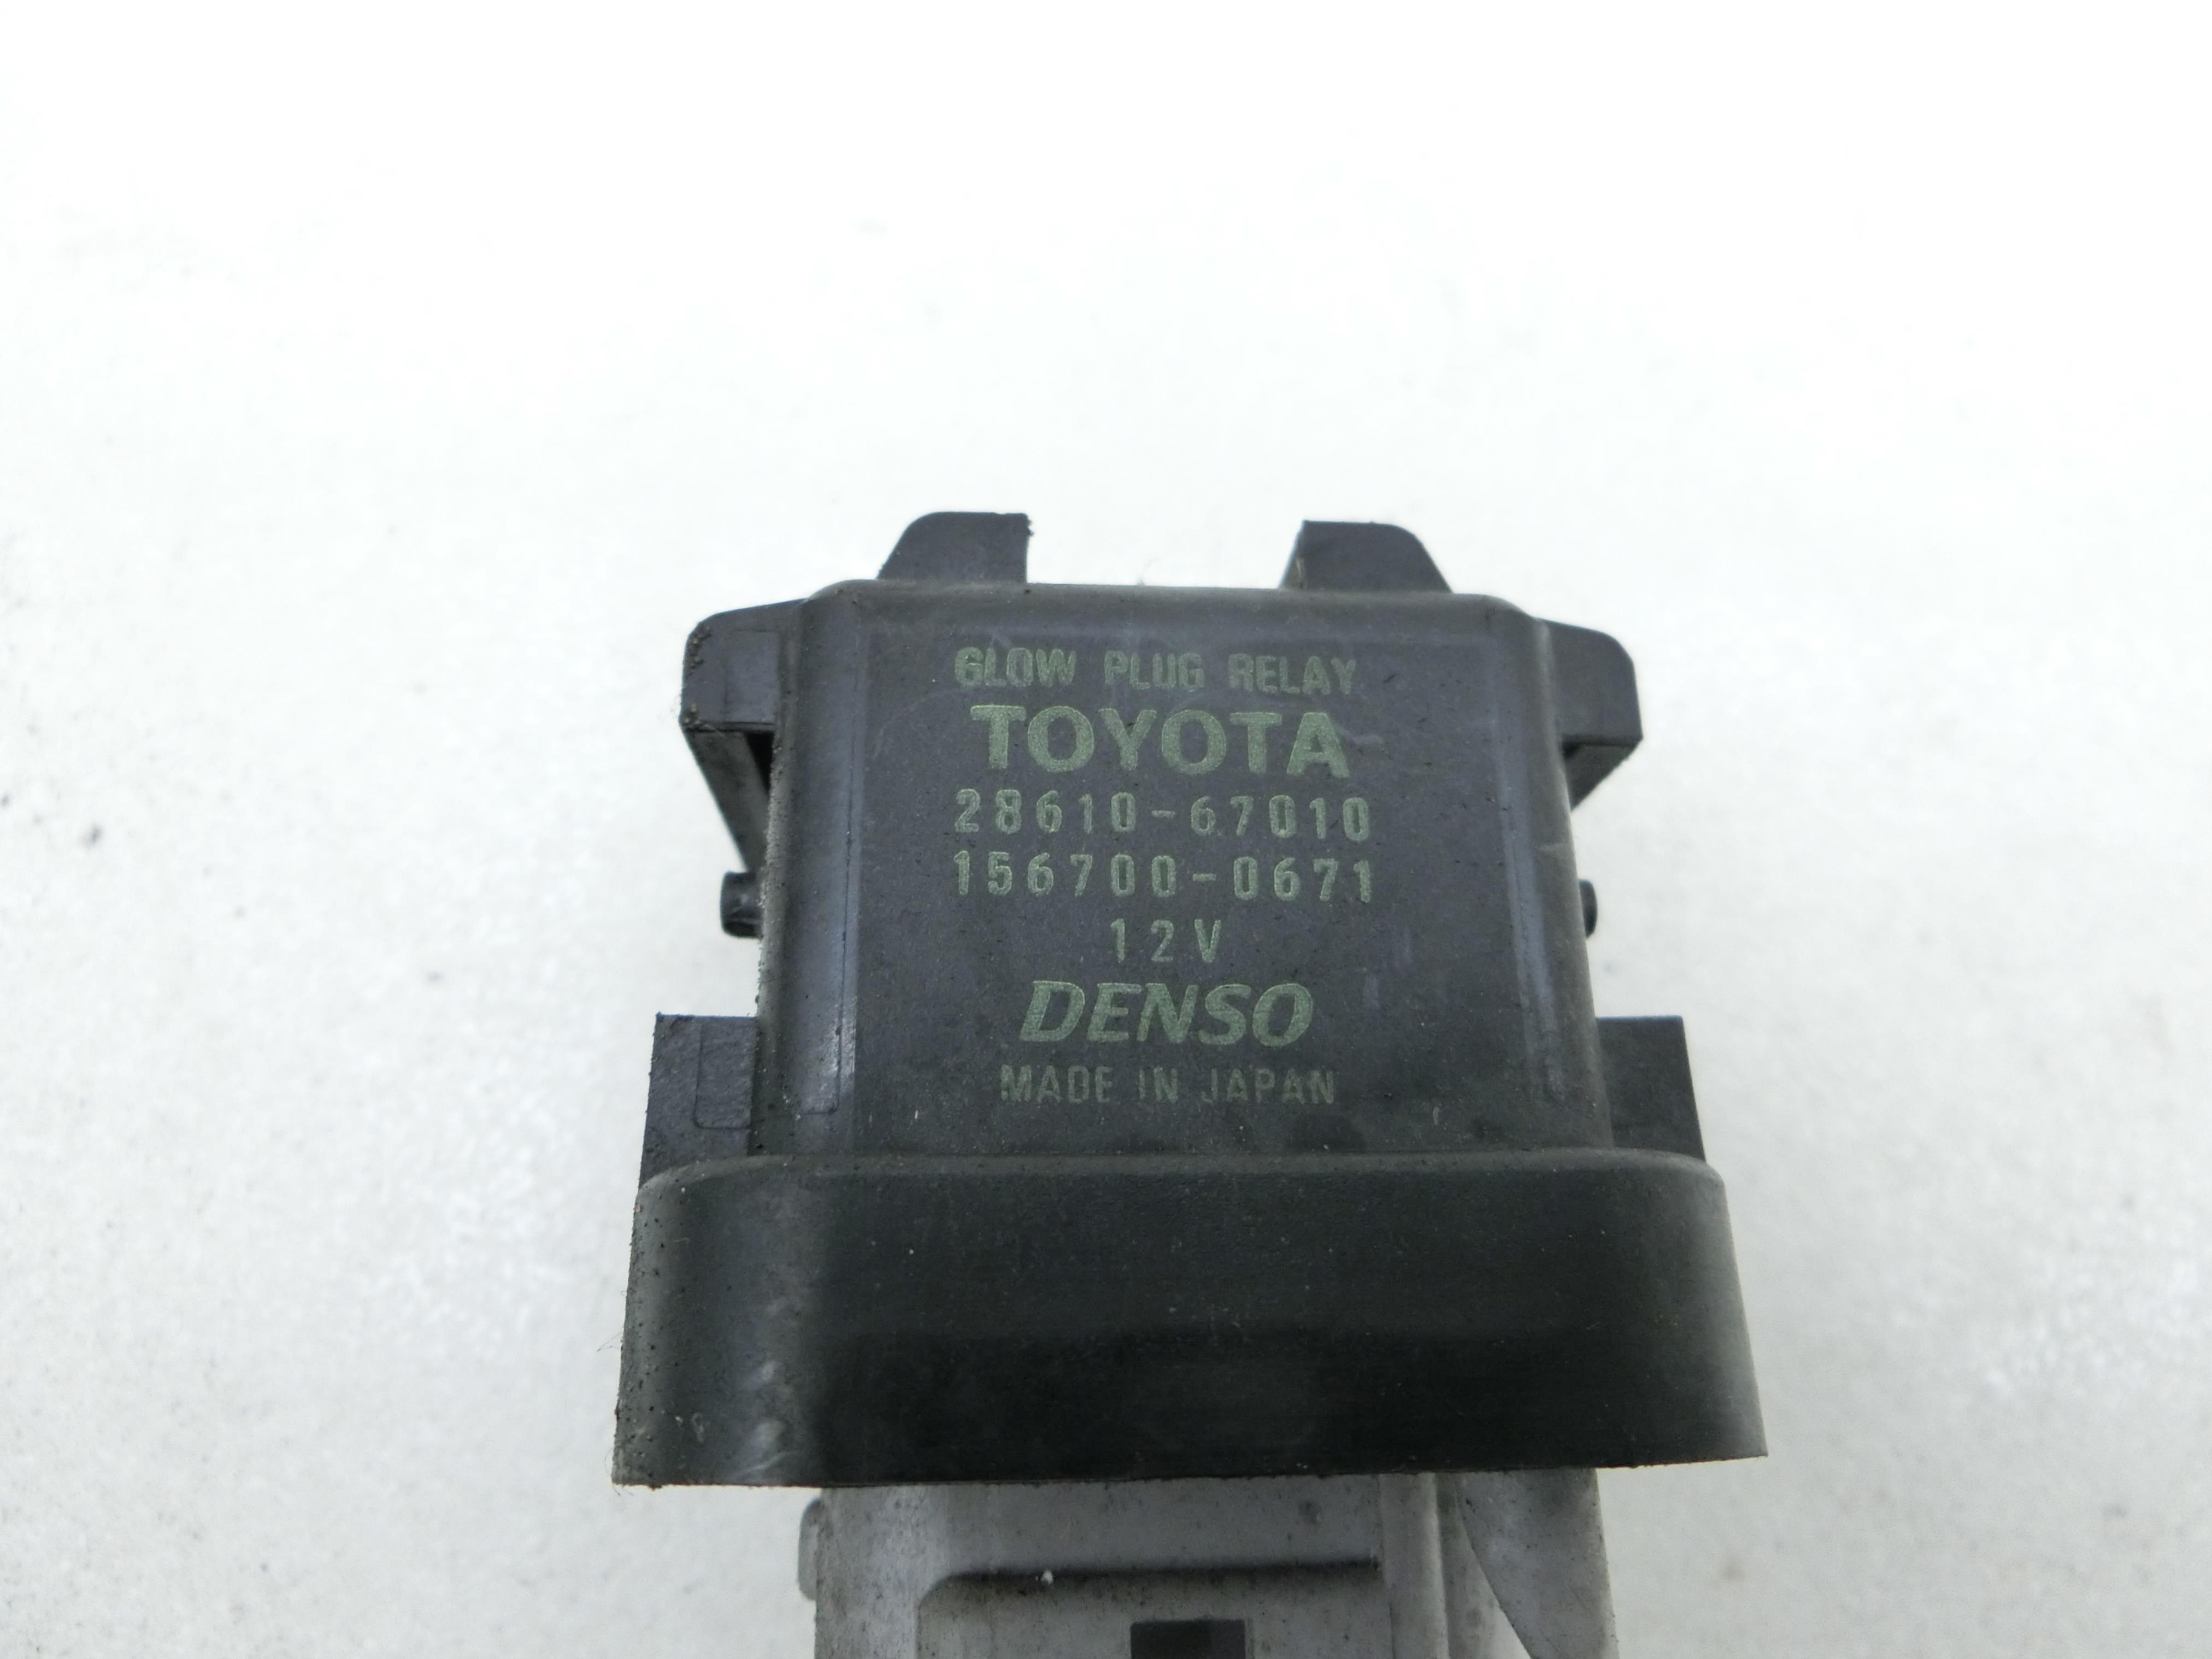 GLOW PLUG RELAY
TOYOTA
28610-67010
156700-0671
12V
DENSO
MADE IN JAPAN